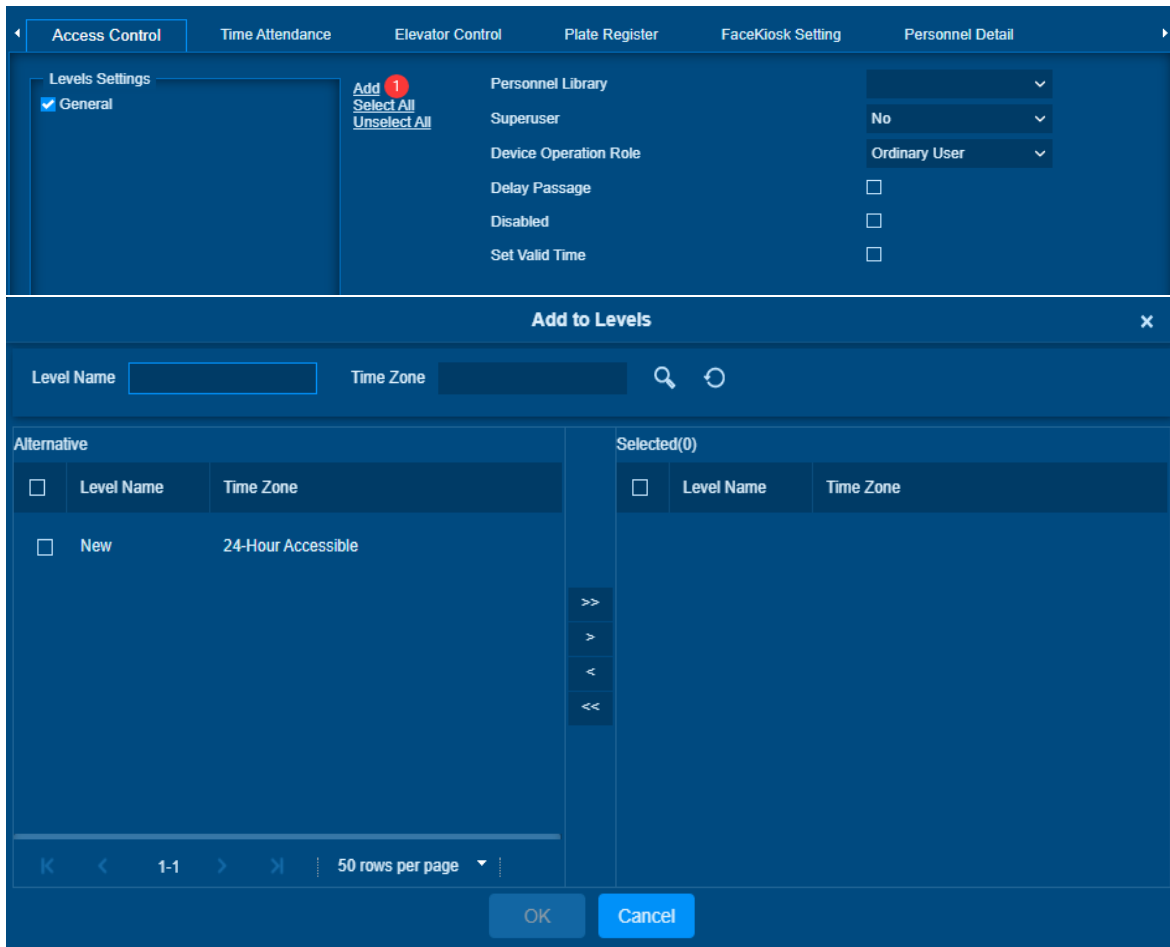 Access Control Time Attendance Elevator Control Plate Register FaceKiosk Setting Personnel Detail
Levels Settings
General
Add 1
Select All
Unselect All
Personnel Library
Superuser No
Device Operation Role Ordinary User
Delay Passage
Disabled
Set Valid Time
Add to Levels
Level Name Time Zone
Alternative
Level Name Time Zone
New 24-Hour Accessible
>>
>
<
<<
Selected(0)
Level Name Time Zone
1-1 50 rows per page
OK Cancel